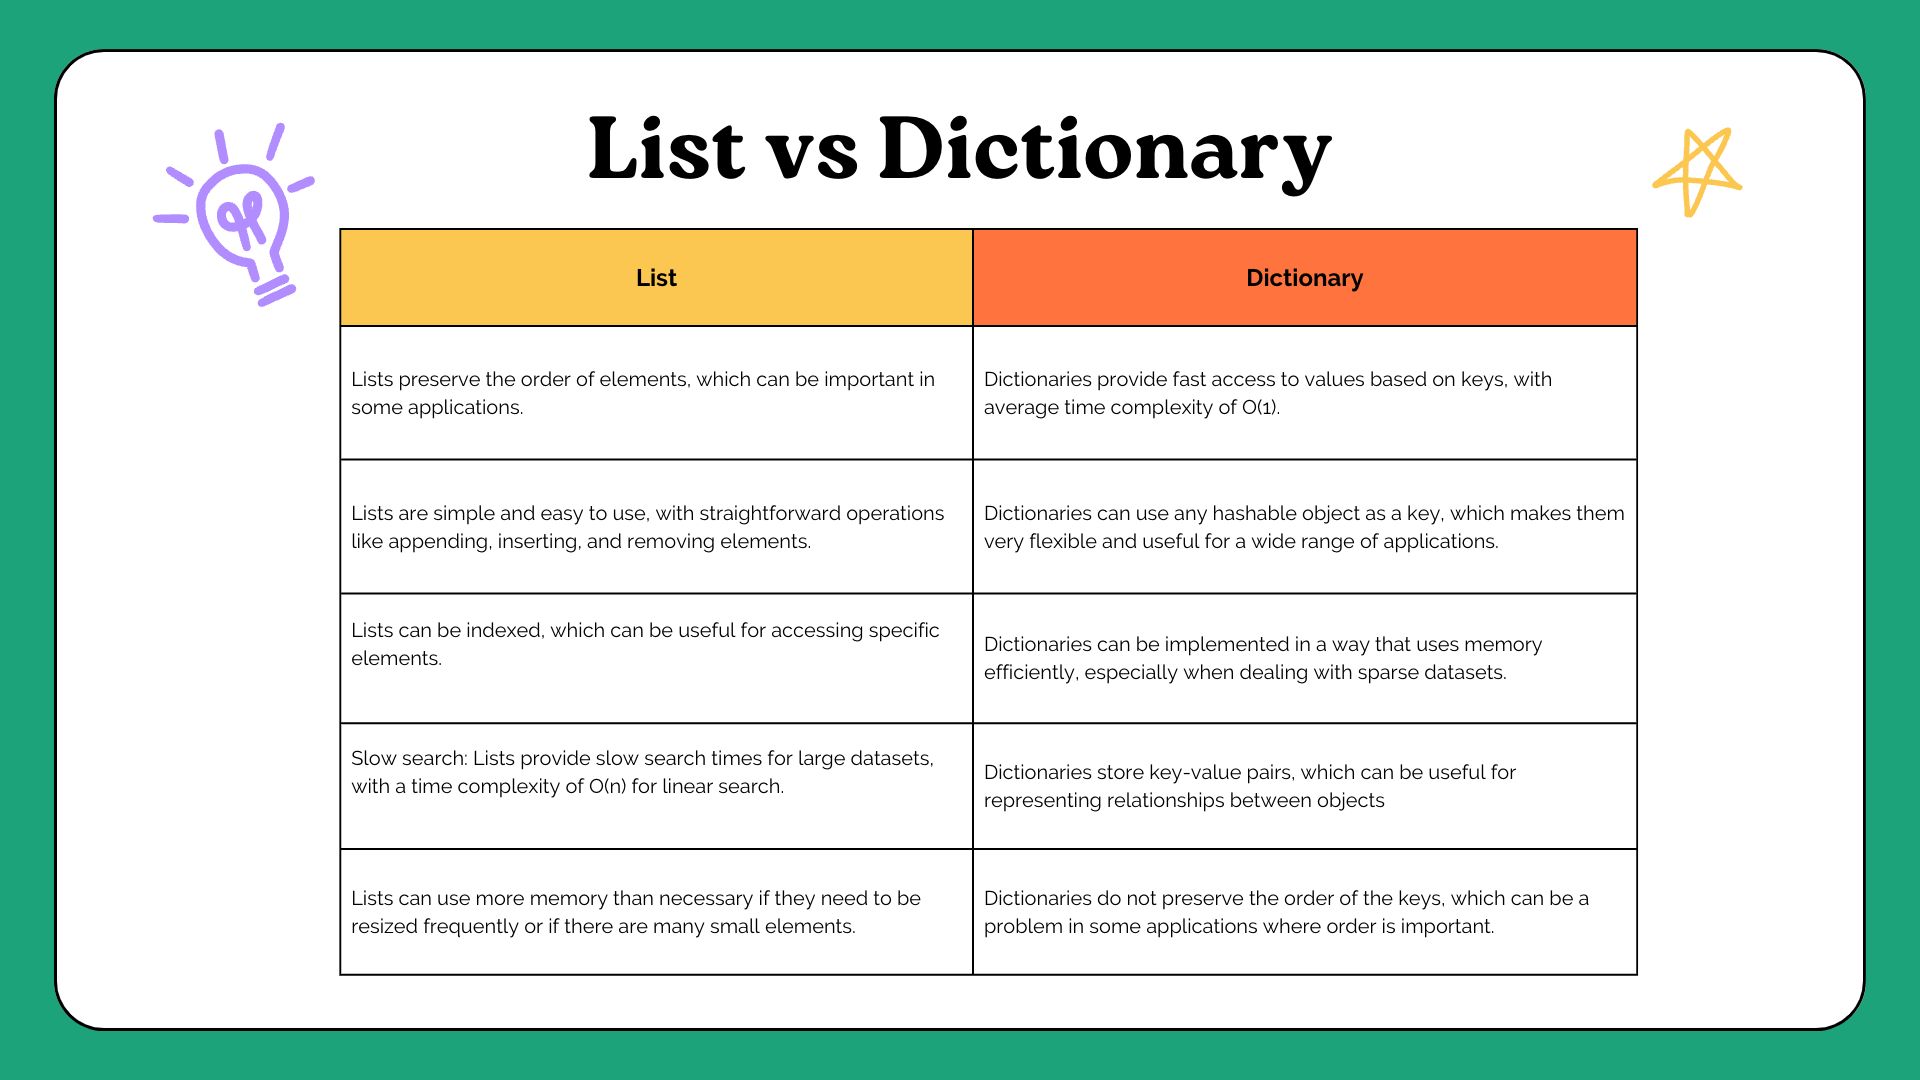 List vs Dictionary
List
Dictionary
Lists preserve the order of elements, which can be important in
some applications.
Dictionaries provide fast access to values based on keys, with
average time complexity of O(1).
Lists are simple and easy to use, with straightforward operations
like appending, inserting, and removing elements.
Dictionaries can use any hashable object as a key, which makes them
very flexible and useful for a wide range of applications.
Lists can be indexed, which can be useful for accessing specific
elements.
Dictionaries can be implemented in a way that uses memory
efficiently, especially when dealing with sparse datasets.
Slow search: Lists provide slow search times for large datasets,
with a time complexity of O(n) for linear search.
Dictionaries store key-value pairs, which can be useful for
representing relationships between objects
Lists can use more memory than necessary if they need to be
resized frequently or if there are many small elements.
Dictionaries do not preserve the order of the keys, which can be a
problem in some applications where order is important.